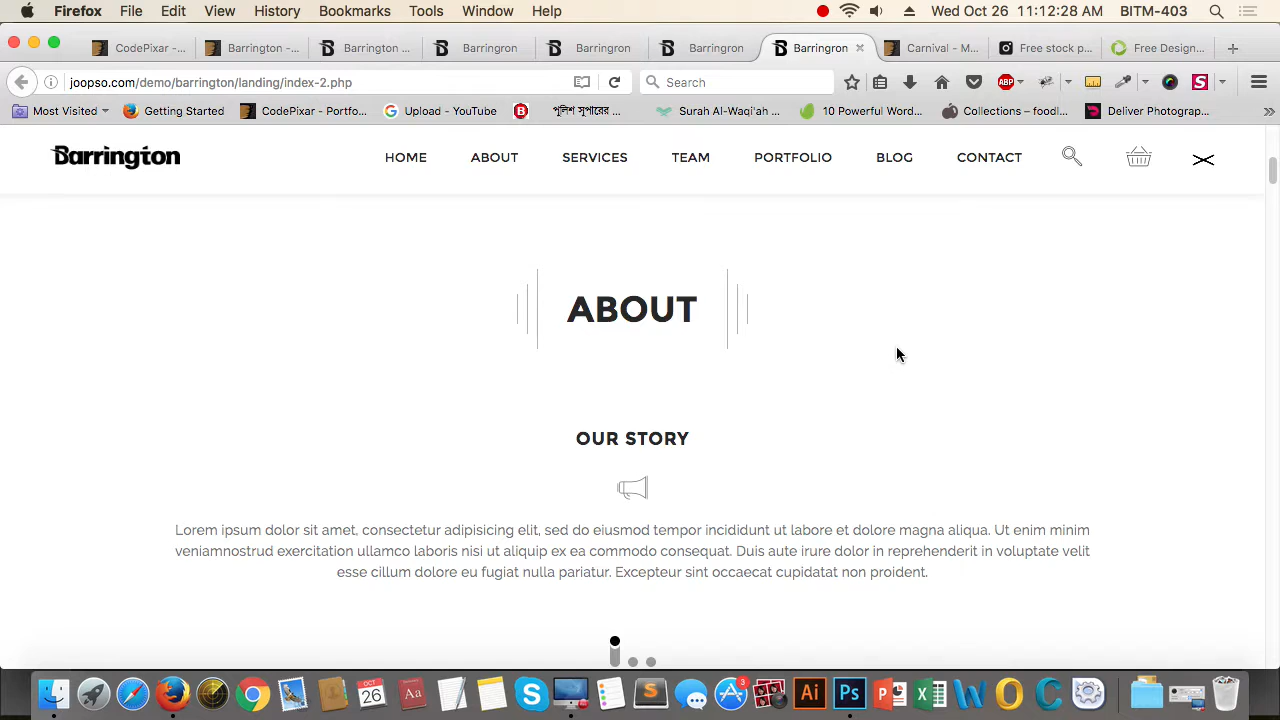 Firefox File Edit View History Bookmarks Tools Window Help Wed Oct 26 11:12:28 AM BITM-403
CodePixar -... Barrington -... Barrington ... Barringron Barringron Barringron Barringron Carnival - M... Free stock p... Free Design...
joopso.com/demo/barrington/landing/index-2.php Search ABP S
Most Visited Getting Started CodePixar - Portfo... Upload - YouTube B পুলিশ সুপারের ... Surah Al-Waqi'ah ... 10 Powerful Word... Collections – foodl... Deliver Photograp...
Barrington HOME ABOUT SERVICES TEAM PORTFOLIO BLOG CONTACT
ABOUT
OUR STORY
Lorem ipsum dolor sit amet, consectetur adipisicing elit, sed do eiusmod tempor incididunt ut labore et dolore magna aliqua. Ut enim minim
veniamnostrud exercitation ullamco laboris nisi ut aliquip ex ea commodo consequat. Duis aute irure dolor in reprehenderit in voluptate velit
esse cillum dolore eu fugiat nulla pariatur. Excepteur sint occaecat cupidatat non proident.
OCT 26 Aa S S 3 Ai Ps P X W O C